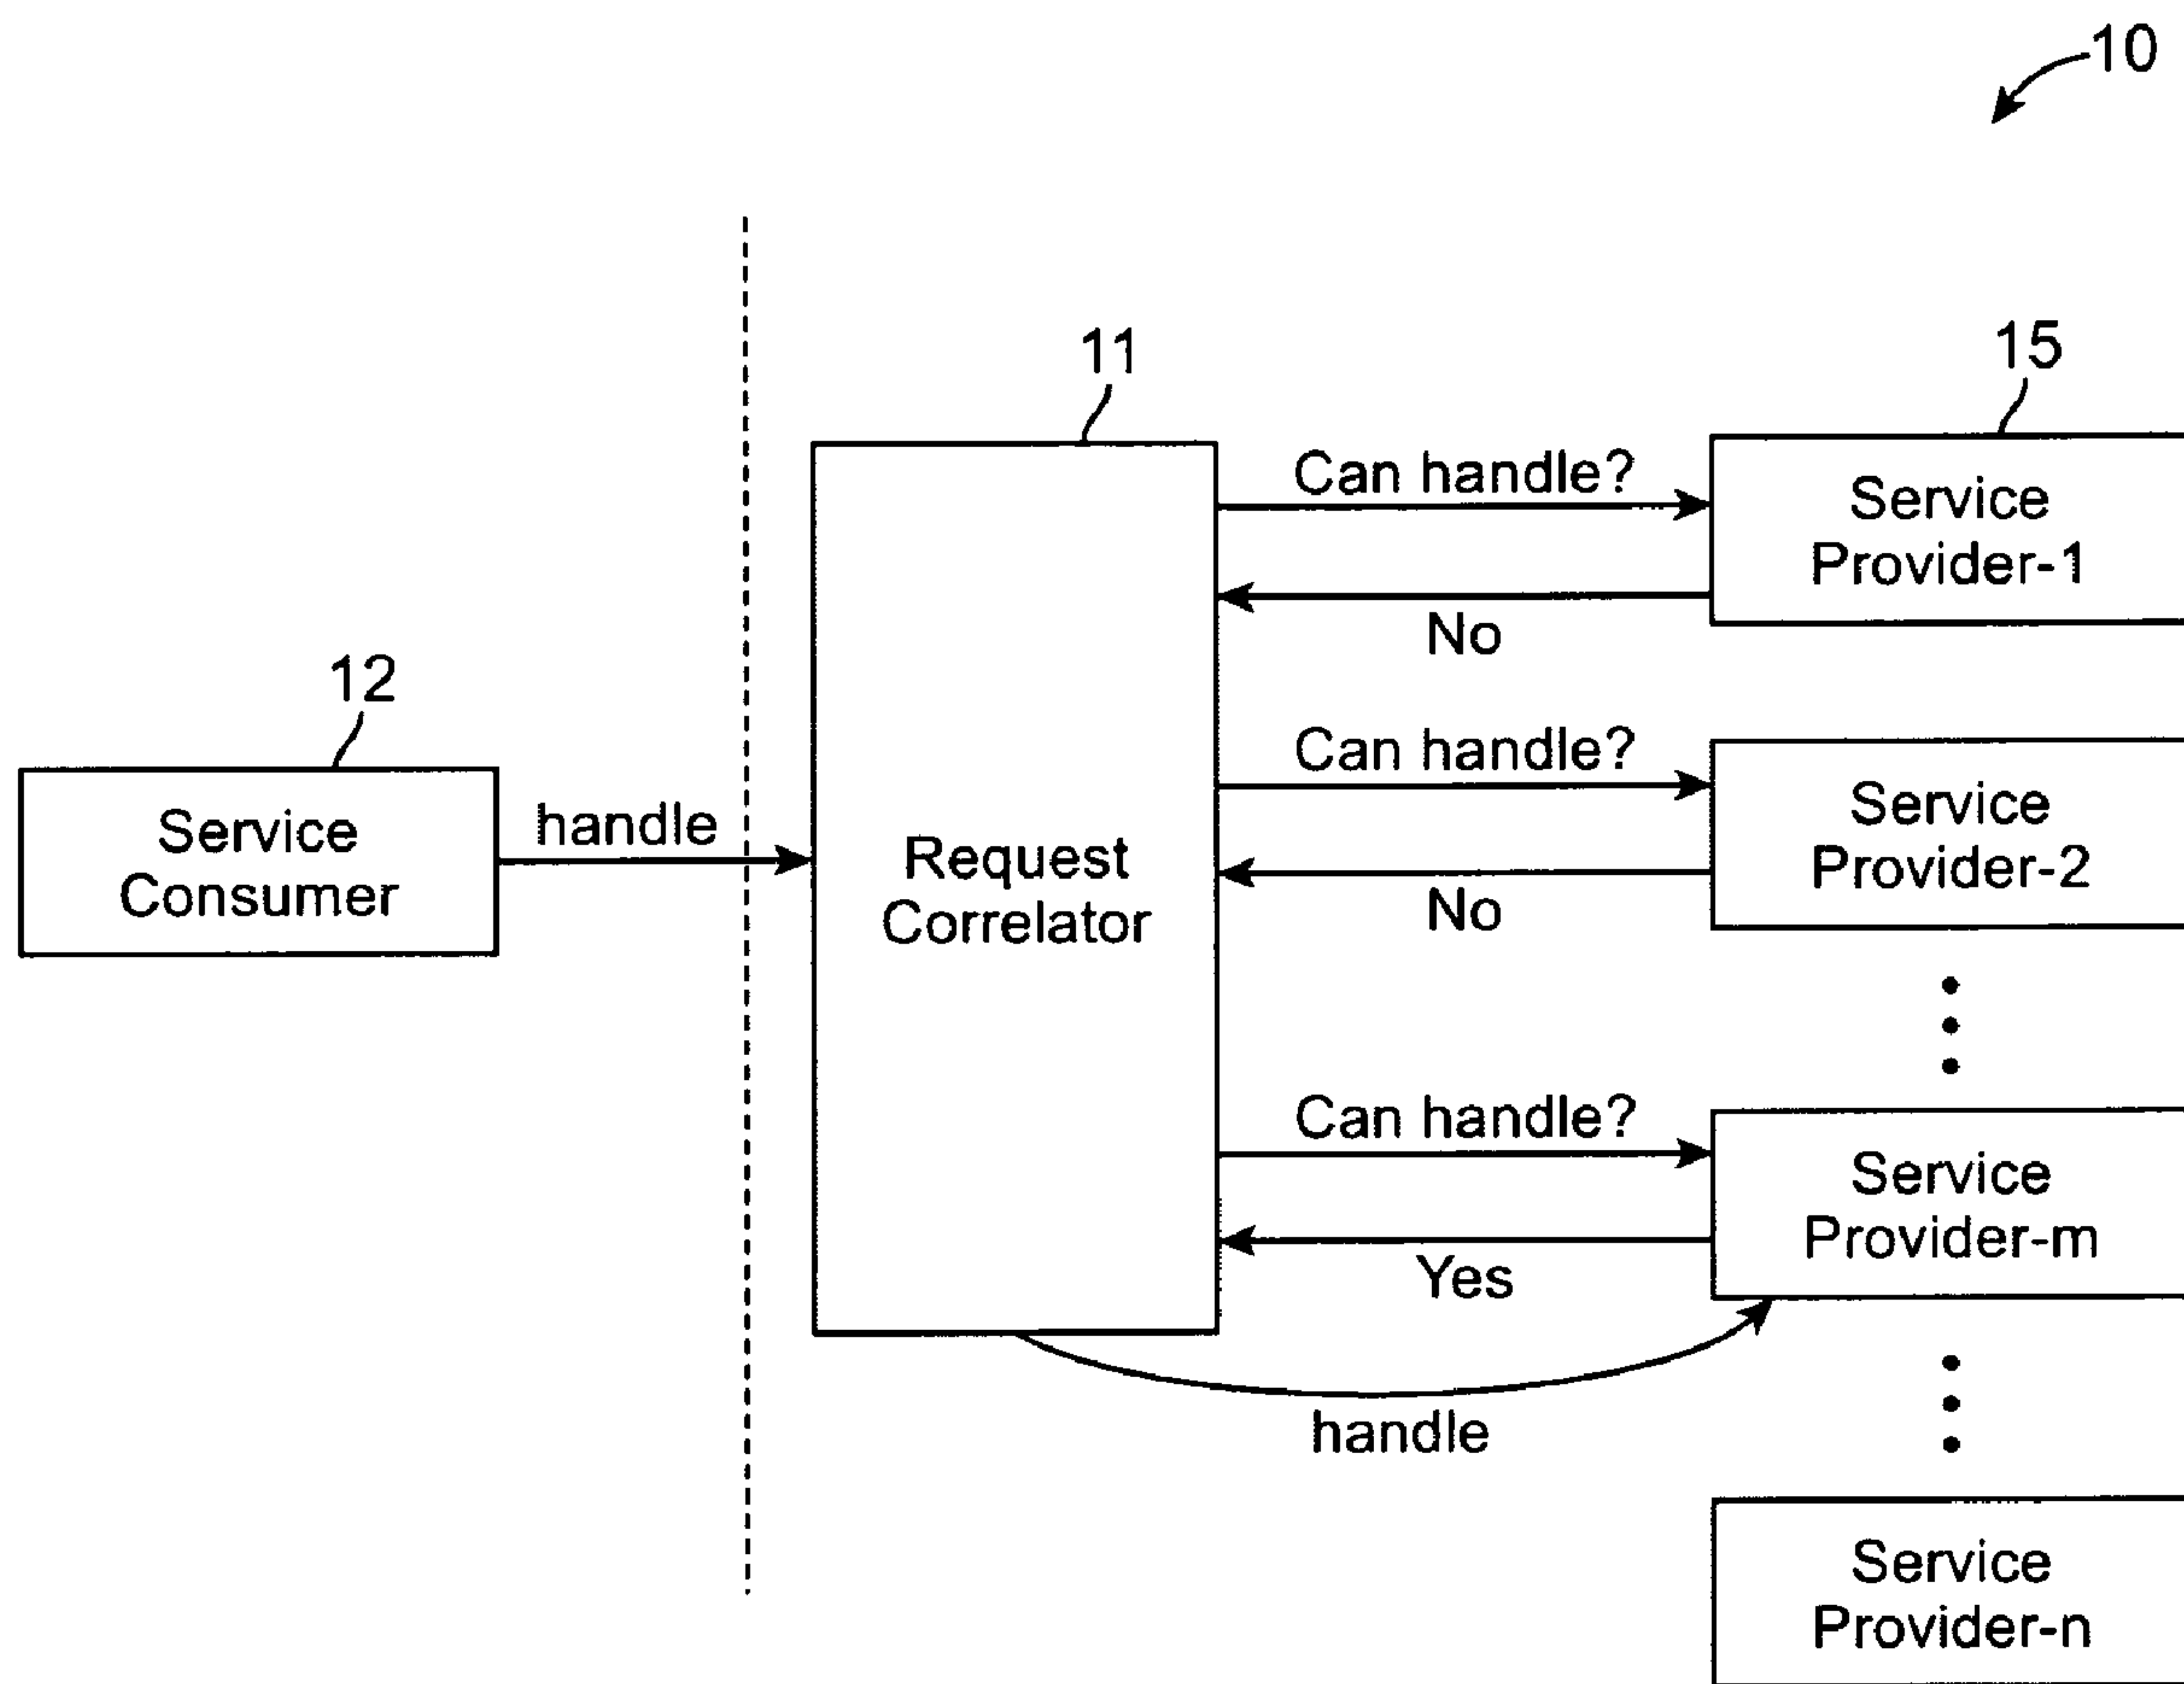 10
11
15
Can handle?
Service
Provider-1
No
12
Can handle?
Service
Provider-2
handle
Service
Consumer
Request
Correlator
No
Can handle?
Service
Provider-m
Yes
handle
Service
Provider-n